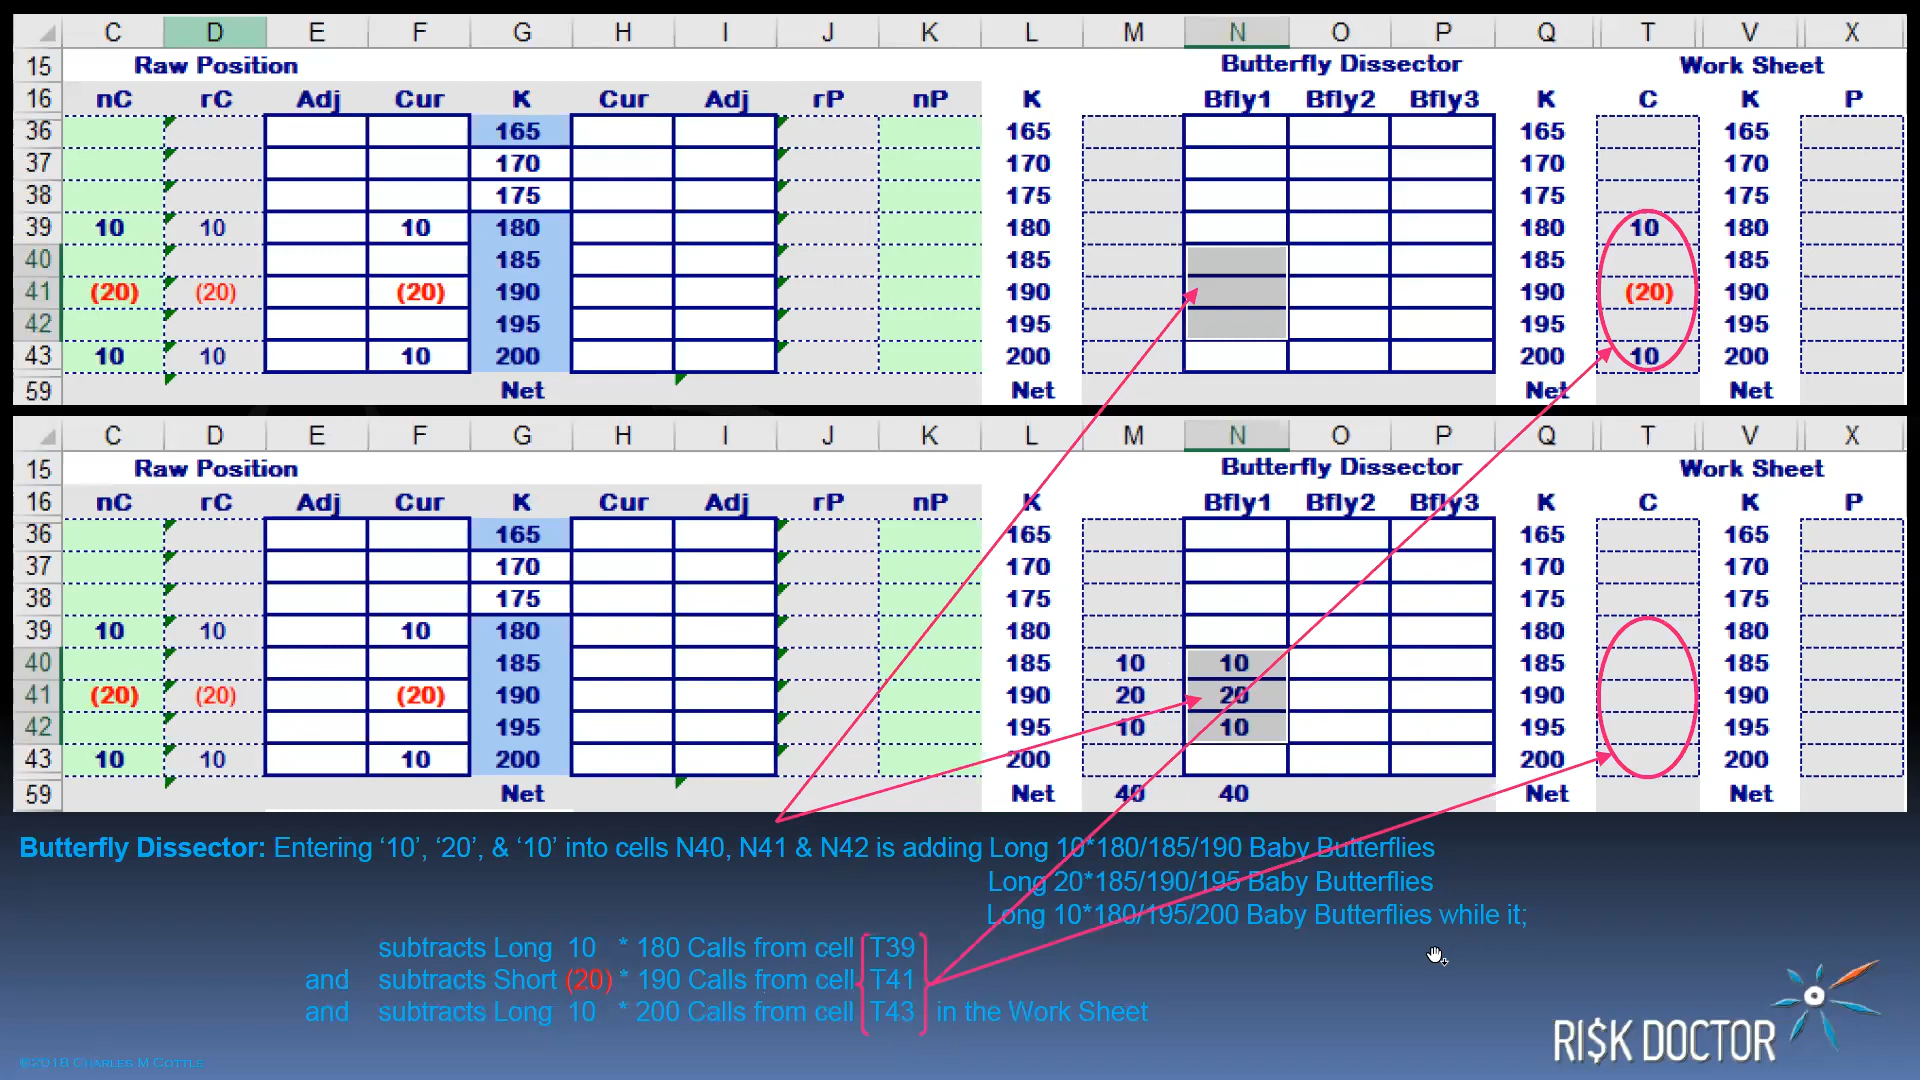 C D E F G H I J K L M N O P Q T V X
15 Raw Position Butterfly Dissector Work Sheet
16 nC rC Adj Cur K Cur Adj rP nP K Bfly1 Bfly2 Bfly3 K C K P
36 165 165 165 165
37 170 170 170 170
38 175 175 175 175
39 10 10 10 180 180 180 10 180
40 185 185 185 185
41 (20) (20) (20) 190 190 190 (20) 190
42 195 195 195 195
43 10 10 10 200 200 200 10 200
59 Net Net Net Net
C D E F G H I J K L M N O P Q T V X
15 Raw Position Butterfly Dissector Work Sheet
16 nC rC Adj Cur K Cur Adj rP nP K Bfly1 Bfly2 Bfly3 K C K P
36 165 165 165 165
37 170 170 170 170
38 175 175 175 175
39 10 10 10 180 180 180 180
40 185 185 10 10 185 185
41 (20) (20) (20) 190 190 20 20 190 190
42 195 195 10 10 195 195
43 10 10 10 200 200 200 200
59 Net Net 40 40 Net Net
Butterfly Dissector: Entering ‘10’, ‘20’, & ‘10’ into cells N40, N41 & N42 is adding Long 10*180/185/190 Baby Butterflies
Long 20*185/190/195 Baby Butterflies
Long 10*180/195/200 Baby Butterflies while it;
subtracts Long 10 * 180 Calls from cell T39
and subtracts Short (20) * 190 Calls from cell T41
and subtracts Long 10 * 200 Calls from cell T43 in the Work Sheet
RI$K DOCTOR
©2018 CHARLES M COTTLE